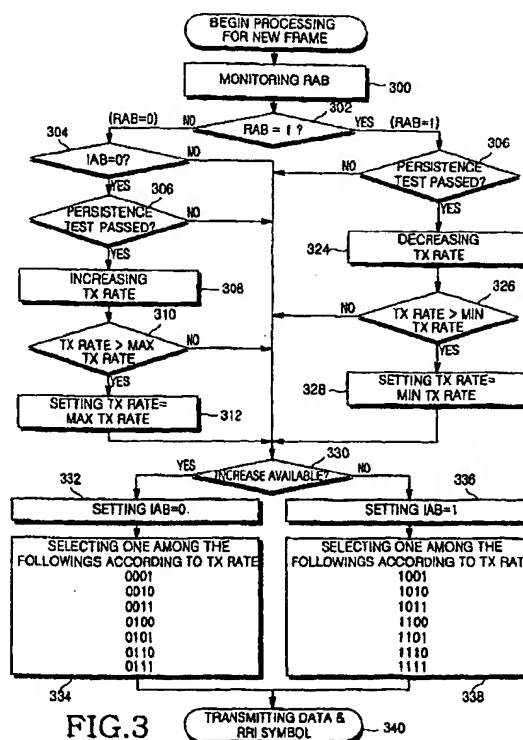 BEGIN PROCESSING
FOR NEW FRAME
MONITORING RAB
300
302
(RAB=0)
NO
RAB = 1 ?
YES
(RAB=1)
304
IAB=0?
NO
YES
306
PERSISTENCE
TEST PASSED?
NO
YES
306
PERSISTENCE
TEST PASSED?
NO
YES
INCREASING
TX RATE
308
324
DECREASING
TX RATE
310
TX RATE > MAX
TX RATE
NO
YES
326
NO
TX RATE > MIN
TX RATE
YES
SETTING TX RATE=
MAX TX RATE
312
328
SETTING TX RATE=
MIN TX RATE
330
YES
INCREASE AVAILABLE?
NO
332
SETTING IAB=0.
336
SETTING IAB=1
SELECTING ONE AMONG THE
FOLLOWINGS ACCORDING TO TX RATE
0001
0010
0011
0100
0101
0110
0111
334
SELECTING ONE AMONG THE
FOLLOWINGS ACCORDING TO TX RATE
1001
1010
1011
1100
1101
1110
1111
338
FIG.3
TRANSMITTING DATA &
RRI SYMBOL
340